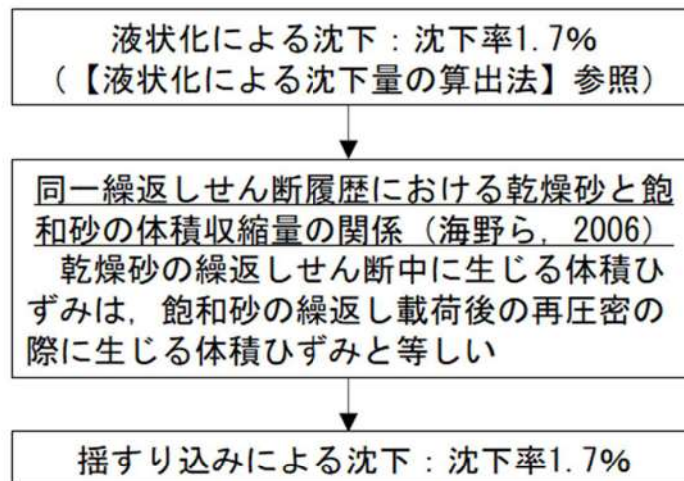 液状化による沈下：沈下率1.7%
（【液状化による沈下量の算出法】参照）
同一繰返しせん断履歴における乾燥砂と飽
和砂の体積収縮量の関係（海野ら，2006）
乾燥砂の繰返しせん断中に生じる体積ひ
ずみは，飽和砂の繰返し載荷後の再圧密の
際に生じる体積ひずみと等しい
揺すり込みによる沈下：沈下率1.7%